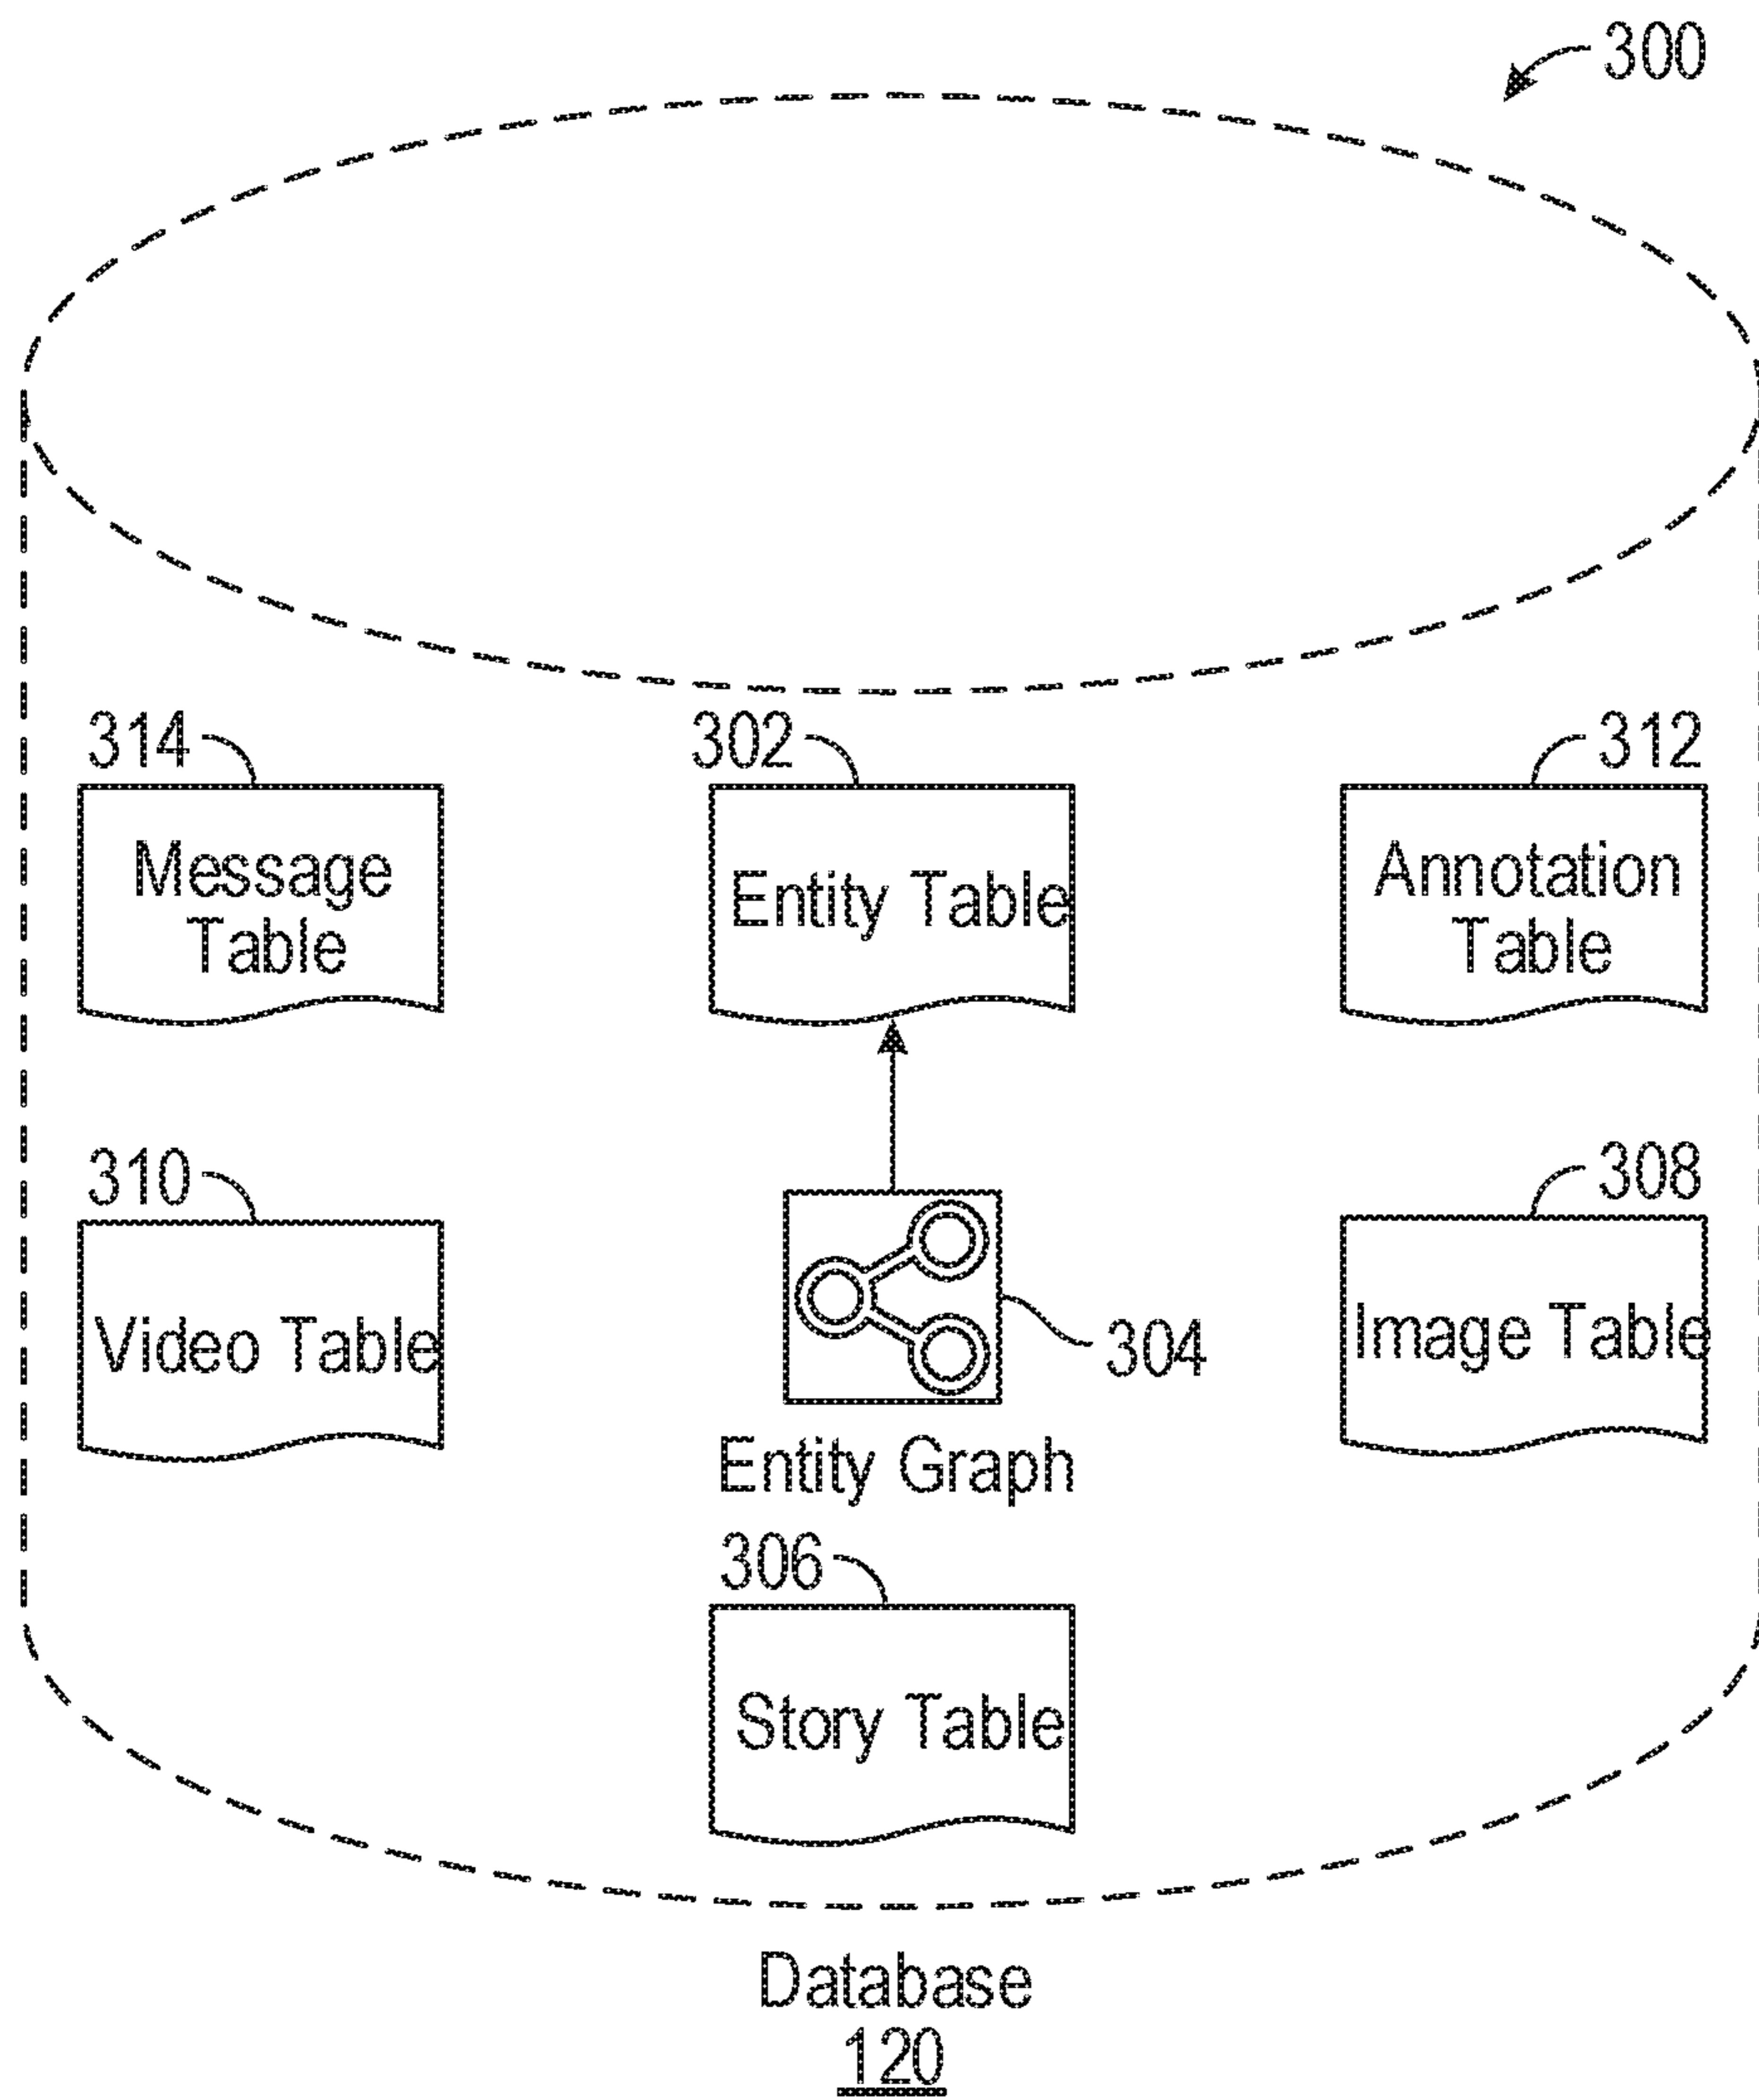 300
314
302
312
Message
Table
Entity Table
Annotation
Table
310
308
Video Table
304
Image Table
Entity Graph
306
Story Table
Database
120